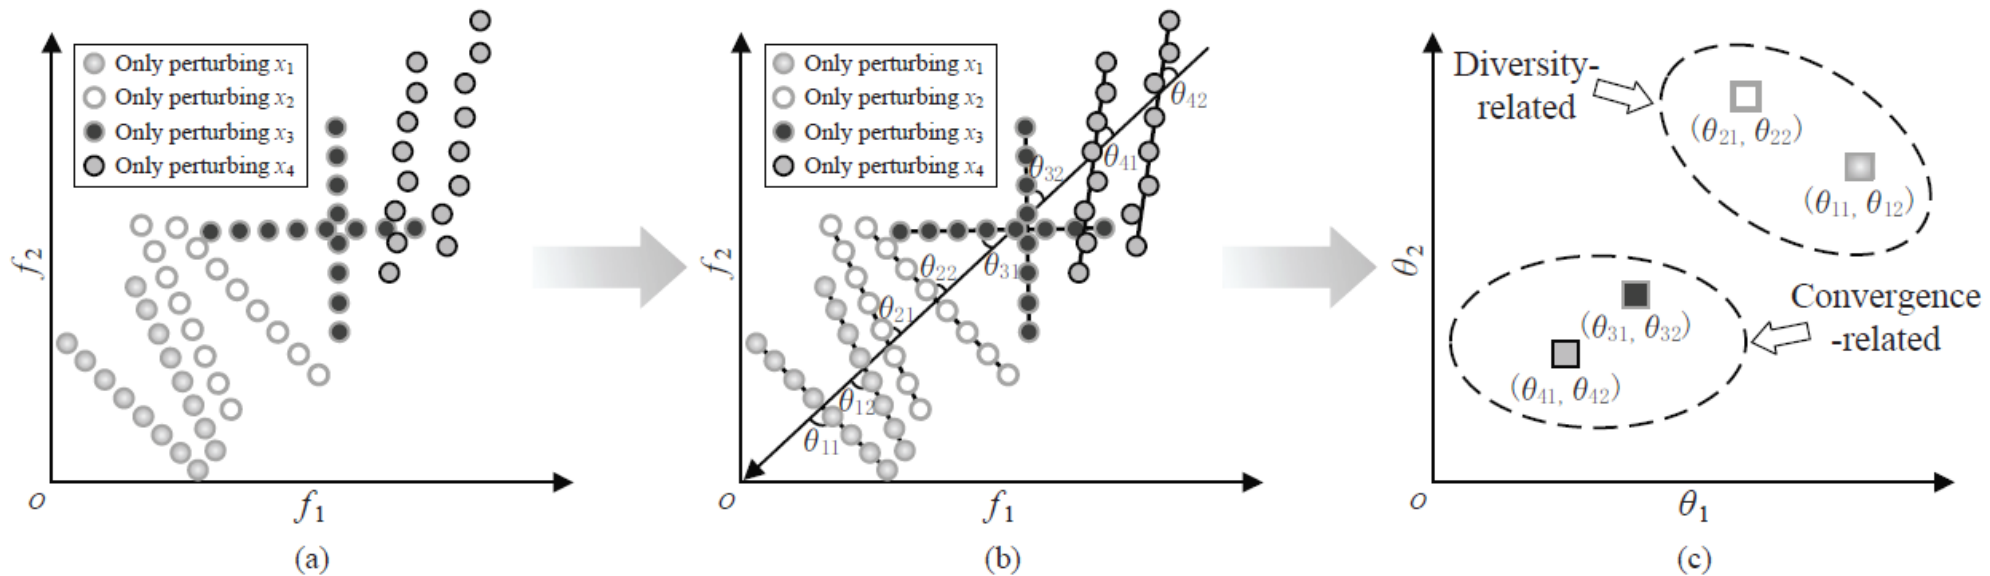 Only perturbing x1
Only perturbing x2
Only perturbing x3
Only perturbing x4
f2
o
f1
(a)
Only perturbing x1
Only perturbing x2
Only perturbing x3
Only perturbing x4
θ42
θ41
θ32
θ31
θ22
θ21
θ12
θ11
f2
o
f1
(b)
Diversity-
related
(θ21, θ22)
(θ11, θ12)
Convergence
-related
(θ31, θ32)
(θ41, θ42)
θ2
o
θ1
(c)